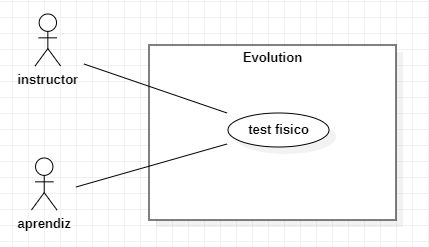 Evolution
instructor
test fisico
aprendiz